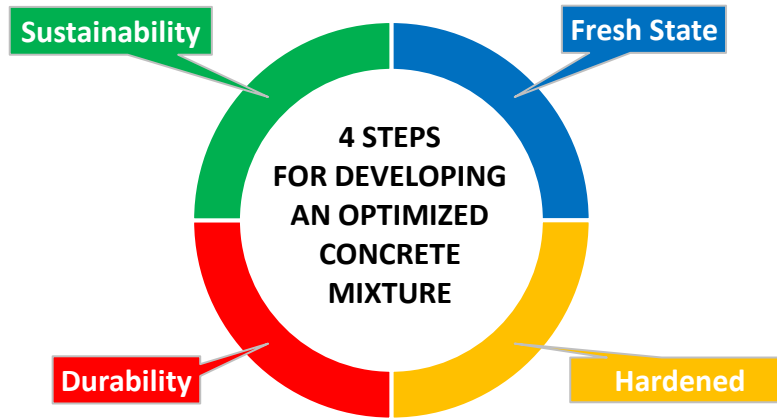 Sustainability
Fresh State
4 STEPS
FOR DEVELOPING
AN OPTIMIZED
CONCRETE
MIXTURE
Durability
Hardened